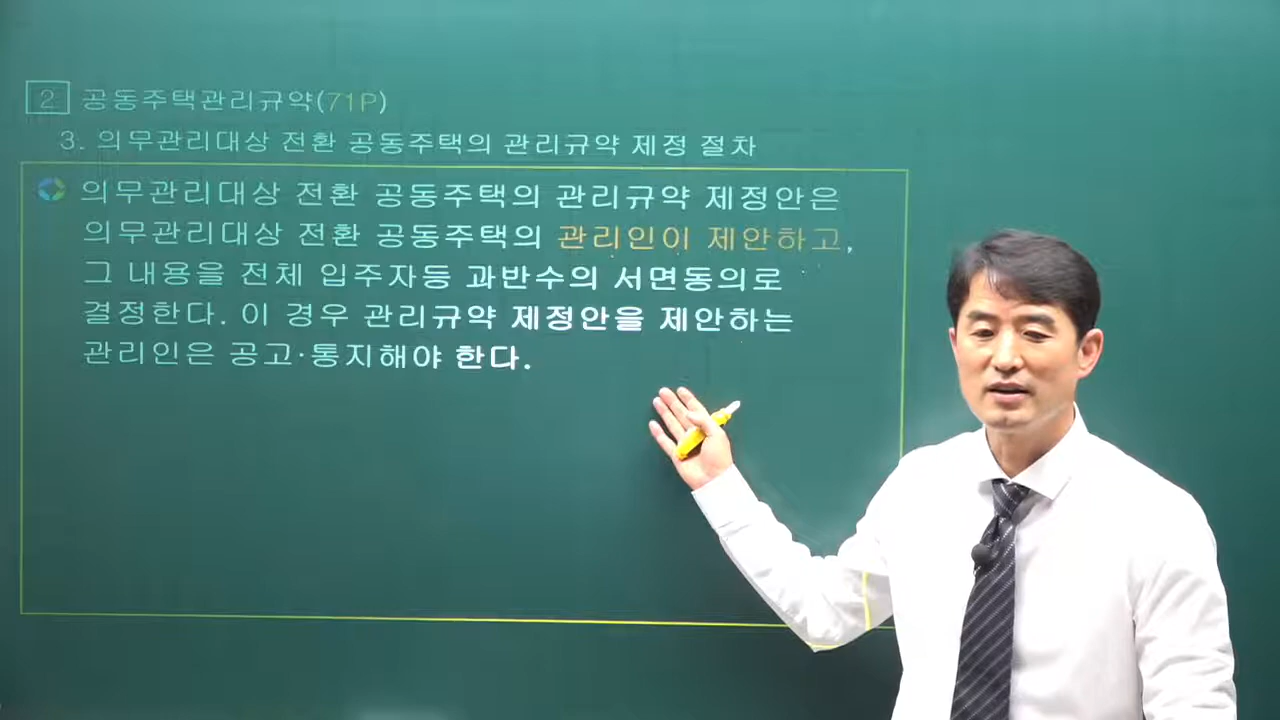 2 공동주택관리규약(71P)
3. 의무관리대상 전환 공동주택의 관리규약 제정 절차
의무관리대상 전환 공동주택의 관리규약 제정안은
의무관리대상 전환 공동주택의 관리인이 제안하고,
그 내용을 전체 입주자등 과반수의 서면동의로
결정한다. 이 경우 관리규약 제정안을 제안하는
관리인은 공고·통지해야 한다.